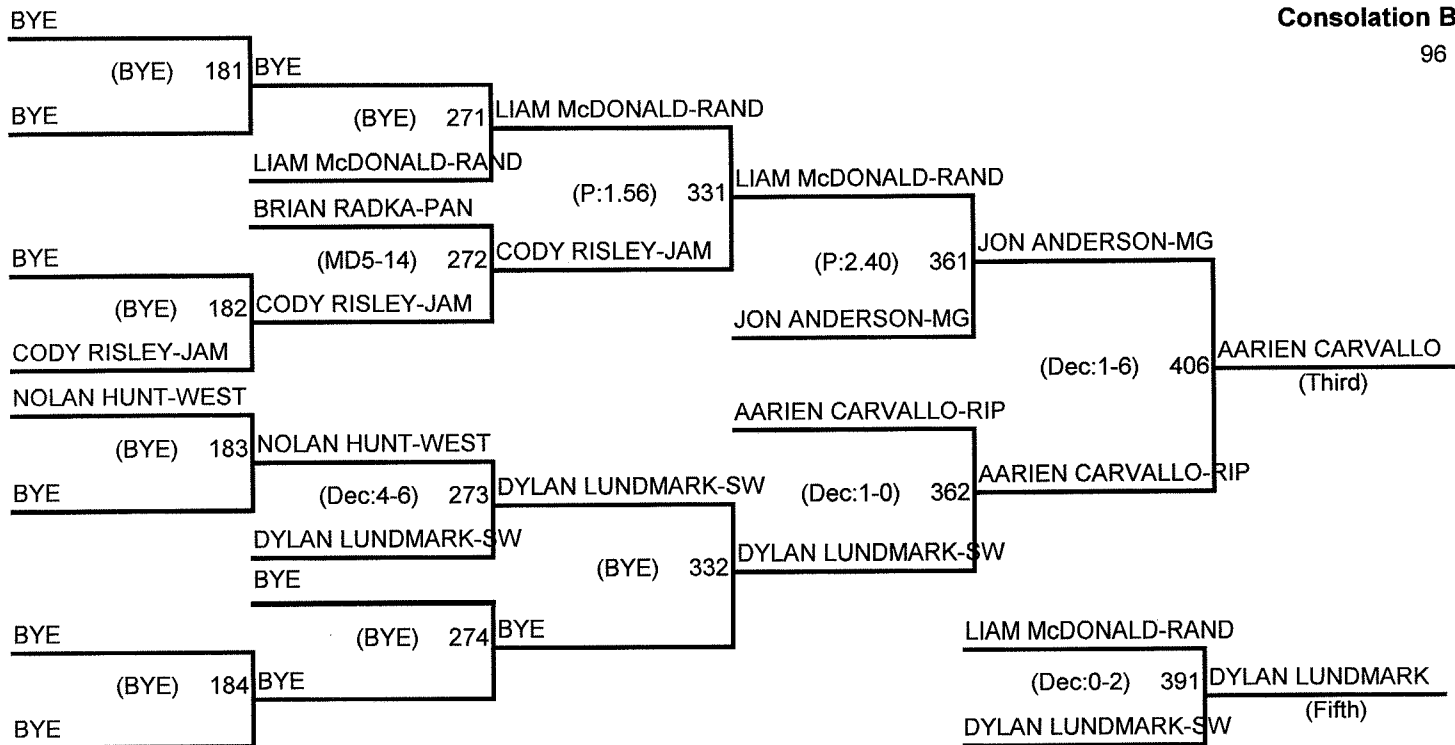 Consolation B
96
BYE
(BYE) 181
BYE
BYE
(BYE) 271
LIAM McDONALD-RAND
LIAM McDONALD-RAND
(P:1.56) 331
LIAM McDONALD-RAND
BRIAN RADKA-PAN
(MD5-14) 272
CODY RISLEY-JAM
BYE
(BYE) 182
CODY RISLEY-JAM
CODY RISLEY-JAM
(P:2.40) 361
JON ANDERSON-MG
JON ANDERSON-MG
(Dec:1-6) 406
AARIEN CARVALLO
(Third)
NOLAN HUNT-WEST
(BYE) 183
NOLAN HUNT-WEST
BYE
(Dec:4-6) 273
DYLAN LUNDMARK-SW
DYLAN LUNDMARK-SW
(BYE) 332
DYLAN LUNDMARK-SW
AARIEN CARVALLO-RIP
(Dec:1-0) 362
AARIEN CARVALLO-RIP
BYE
(BYE) 274
BYE
BYE
(BYE) 184
BYE
BYE
LIAM McDONALD-RAND
(Dec:0-2) 391
DYLAN LUNDMARK
(Fifth)
DYLAN LUNDMARK-SW